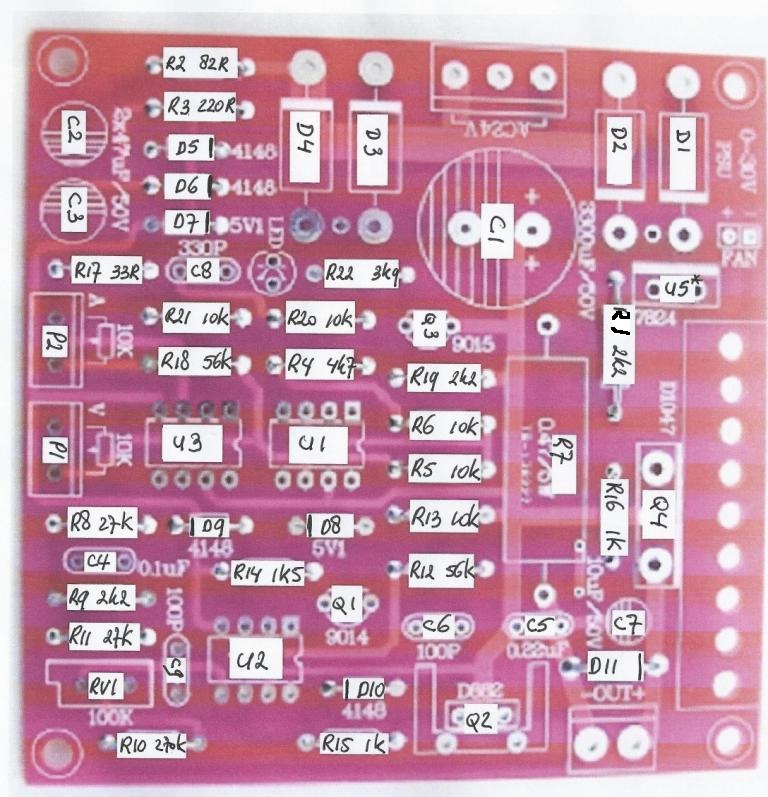 R2 82R
R3 220R
C2
2x47uF/50V
D5
4148
D6
4148
D7
5V1
C3
D4
D3
AC24V
D2
D1
0-30V
PSU
+ -
FAN
C1
+
+
3300uF/50V
330P
LED
R17 33R
C8
R22 3k9
U5*
7824
P2
A
10K
R21 10k
R20 10k
Q3
9015
R1 2k2
R18 56k
R4 4k7
R19 2k2
D1047
P1
V
10K
U3
U1
R6 10k
R5 10k
R7
R16 1K
Q4
R8 27K
D9
4148
D8
5V1
R13 10k
C4
0.1uF
R14 1K5
R12 56k
R9 2k2
100P
Q1
9014
10uF/50V
C7
R11 27K
C9
U2
C6
100P
C5
0.22uF
D11
RV1
100K
D10
4148
D882
Q2
-OUT+
R10 270k
R15 1k